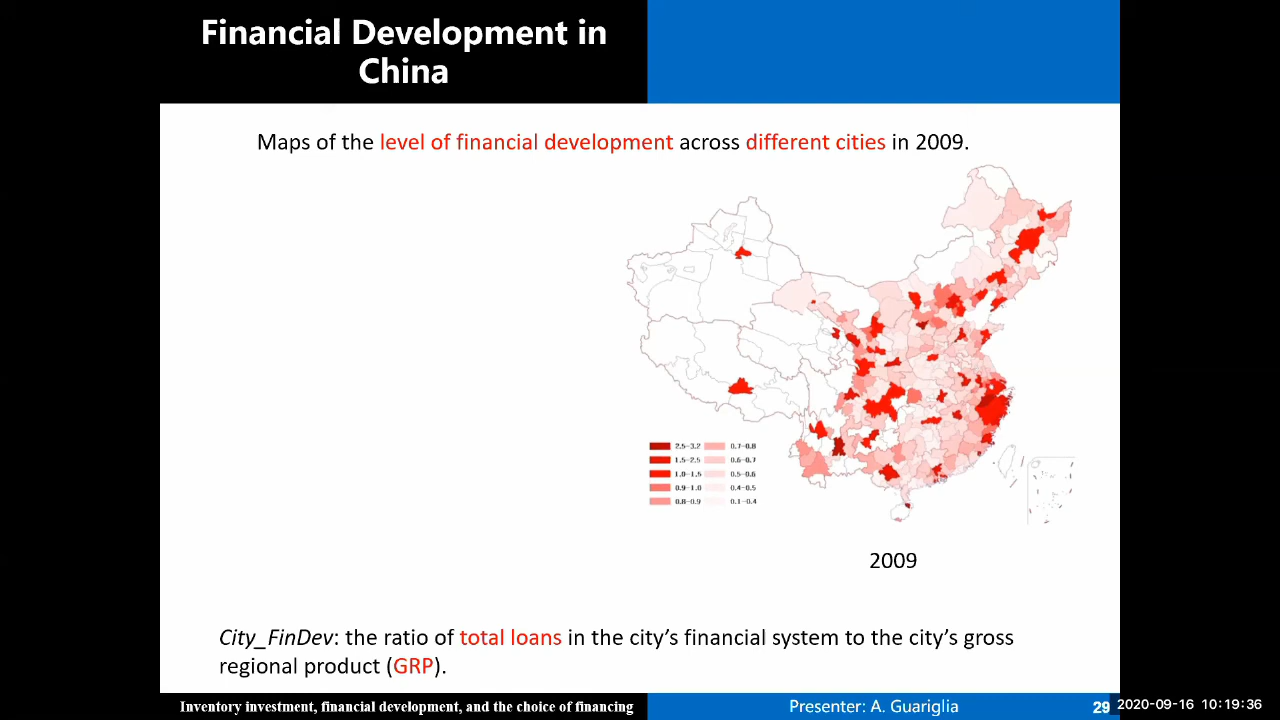 Financial Development in
China
Maps of the level of financial development across different cities in 2009.
2.5-3.2 0.7-0.8
1.5-2.5 0.6-0.7
1.0-1.5 0.5-0.6
0.9-1.0 0.4-0.5
0.8-0.9 0.1-0.4
2009
City_FinDev: the ratio of total loans in the city's financial system to the city's gross
regional product (GRP).
Inventory investment, financial development, and the choice of financing
Presenter: A. Guariglia
29
2020-09-16 10:19:36